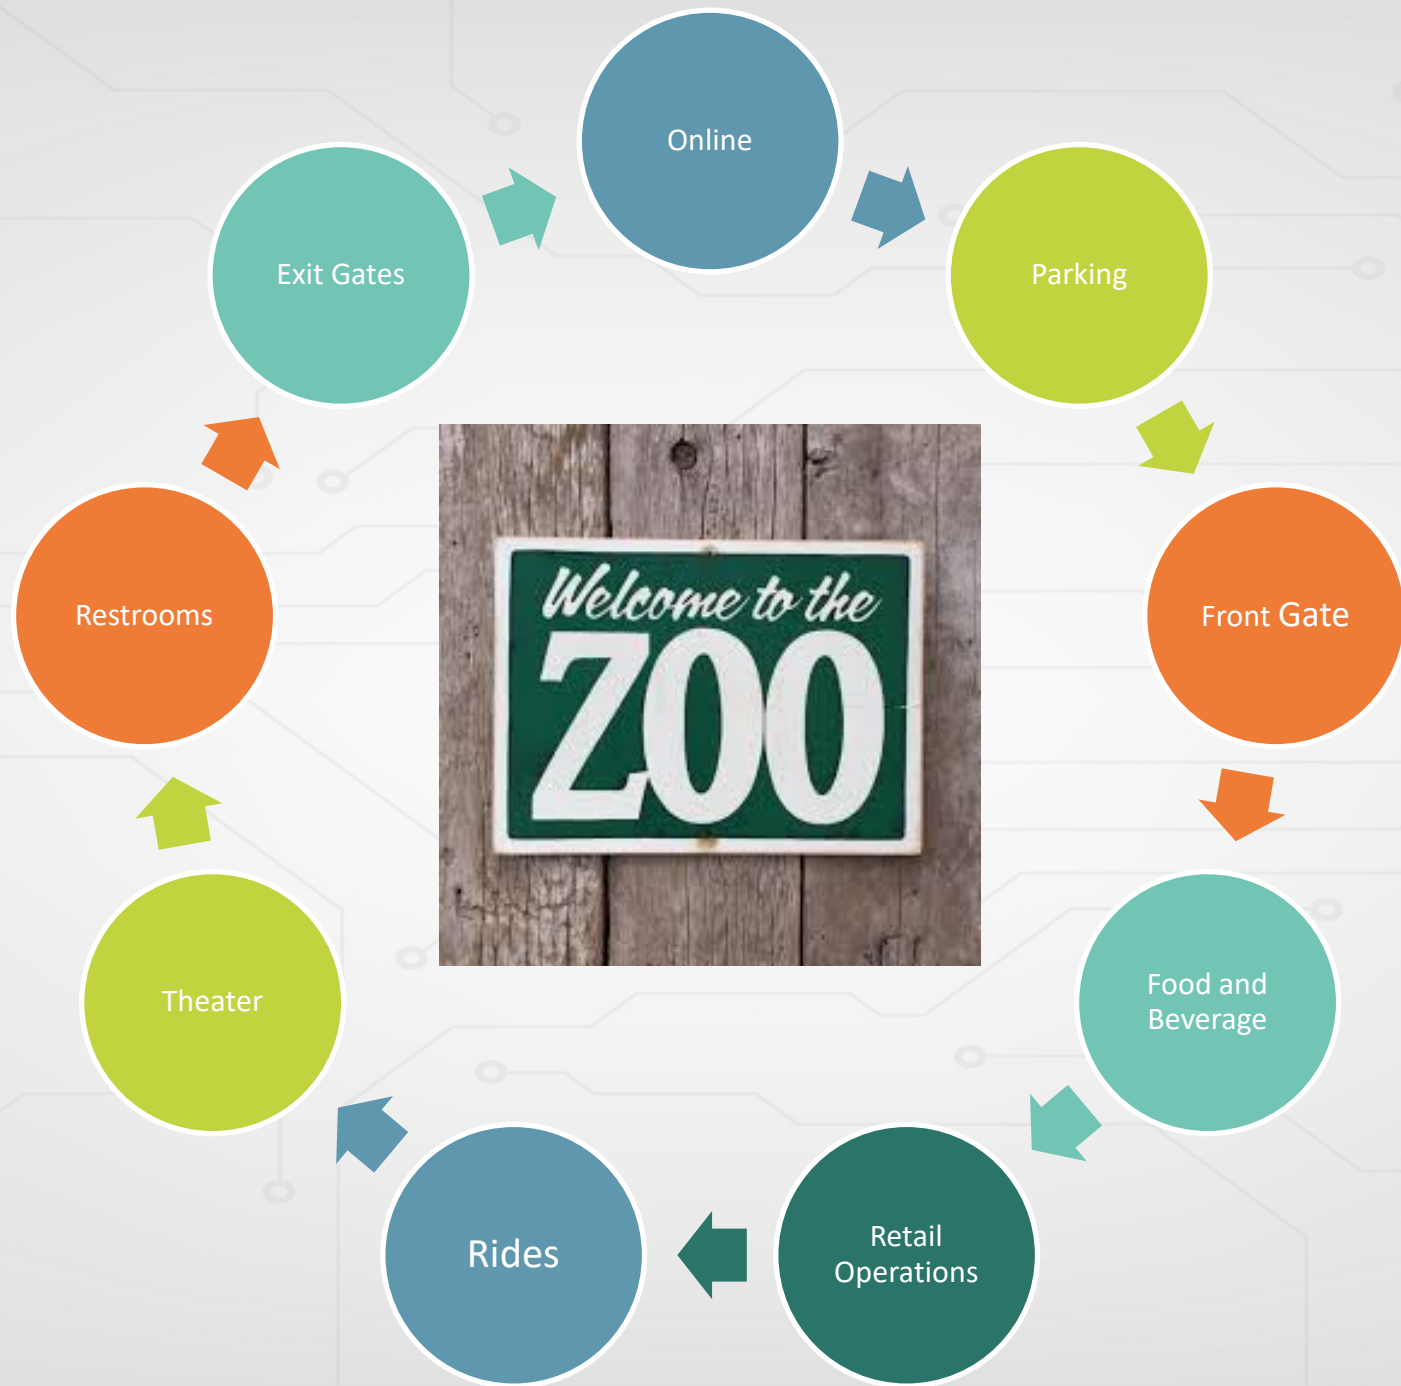 Online
Parking
Front Gate
Food and
Beverage
Retail
Operations
Rides
Theater
Restrooms
Exit Gates
Welcome to the
ZOO